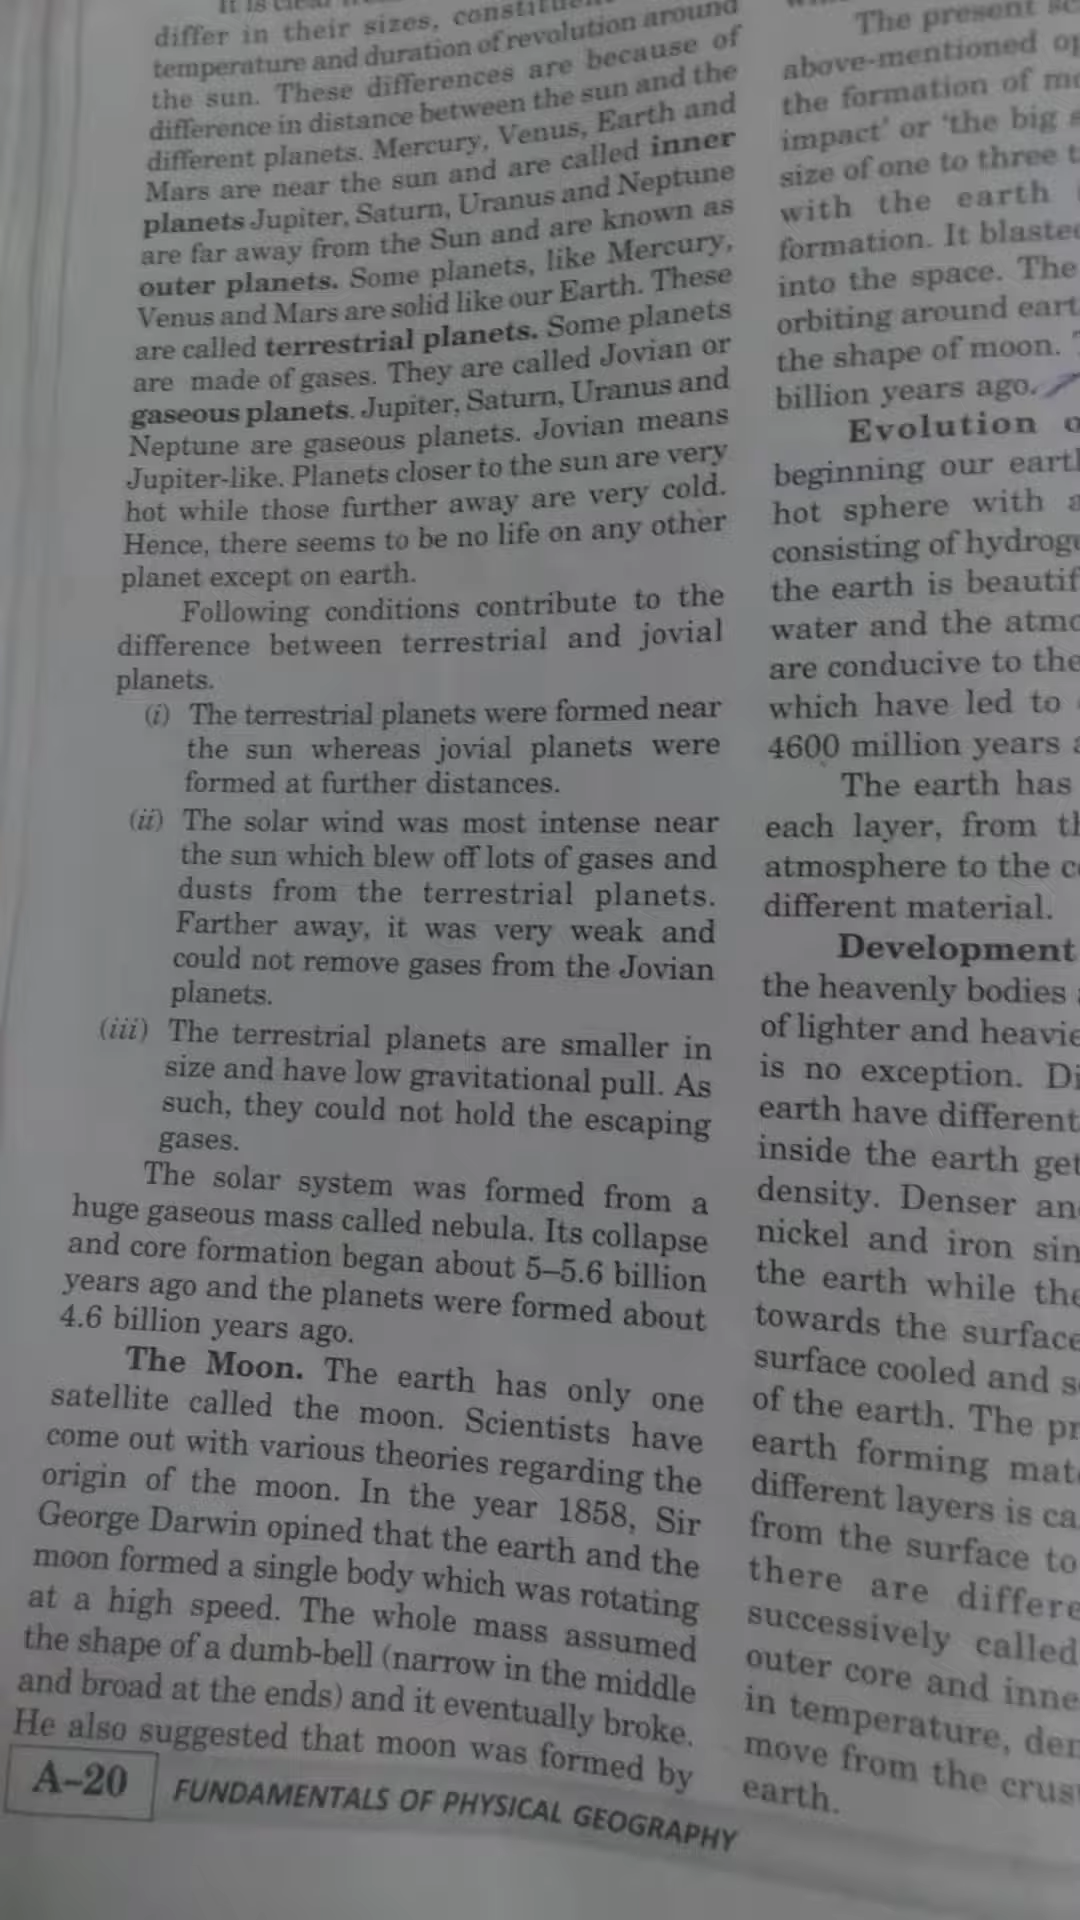 differ in their sizes,
temperature and duration of revolution around
the sun. These differences are because of
difference in distance between the sun and the
different planets. Mercury, Venus, Earth and
Mars are near the sun and are called inner
planets Jupiter, Saturn, Uranus and Neptune
are far away from the Sun and are known as
outer planets. Some planets, like Mercury,
Venus and Mars are solid like our Earth. These
are called terrestrial planets. Some planets
are made of gases. They are called Jovian or
gaseous planets. Jupiter, Saturn, Uranus and
Neptune are gaseous planets. Jovian means
Jupiter-like. Planets closer to the sun are very
hot while those further away are very cold.
Hence, there seems to be no life on any other
planet except on earth.
Following conditions contribute to the
difference between terrestrial and jovial
planets.
(i) The terrestrial planets were formed near
the sun whereas jovial planets were
formed at further distances.
(ii) The solar wind was most intense near
the sun which blew off lots of gases and
dusts from the terrestrial planets.
Farther away, it was very weak and
could not remove gases from the Jovian
planets.
(iii) The terrestrial planets are smaller in
size and have low gravitational pull. As
such, they could not hold the escaping
gases.
The solar system was formed from a
huge gaseous mass called nebula. Its collapse
and core formation began about 5–5.6 billion
years ago and the planets were formed about
4.6 billion years ago.
The Moon. The earth has only one
satellite called the moon. Scientists have
come out with various theories regarding the
origin of the moon. In the year 1858, Sir
George Darwin opined that the earth and the
moon formed a single body which was rotating
at a high speed. The whole mass assumed
the shape of a dumb-bell (narrow in the middle
and broad at the ends) and it eventually broke.
He also suggested that moon was formed by
A–20 FUNDAMENTALS OF PHYSICAL GEOGRAPHY
The present
above-mentioned
the formation of
impact' or 'the big
size of one to three
with the earth
formation. It blasted
into the space. The
orbiting around
the shape of moon.
billion years ago.
Evolution
beginning our
hot sphere with
consisting of
the earth is
water and the
are conducive to the
which have led to
4600 million years
The earth has
each layer, from
atmosphere to the
different material.
Development
the heavenly bodies
of lighter and
is no exception.
earth have different
inside the earth get
density. Denser
nickel and iron
the earth while
towards the surface
surface cooled and
of the earth. The
earth forming
different layers is
from the surface to
there are
successively called
outer core and
in temperature,
move from the
earth.